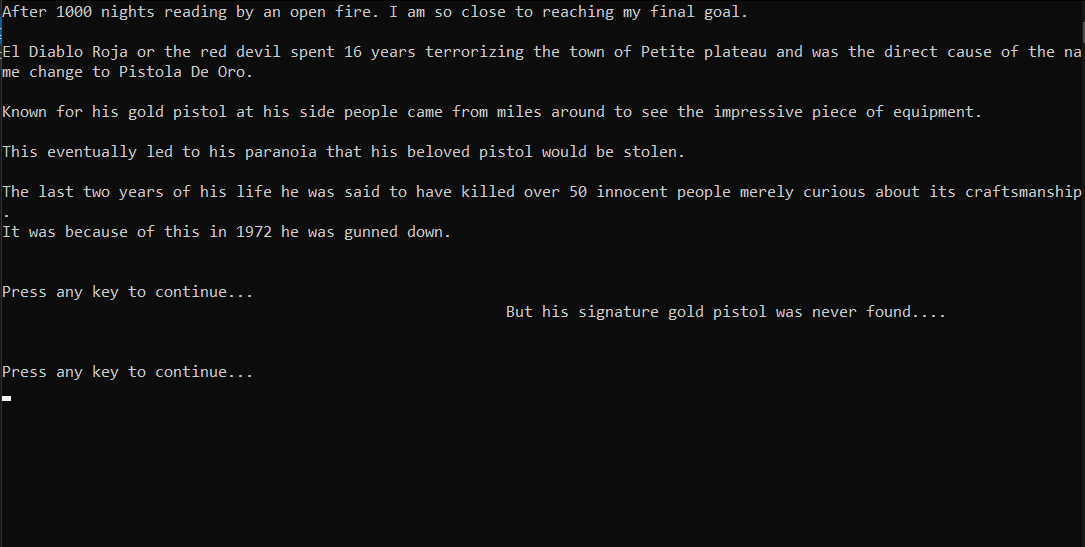 After 1000 nights reading by an open fire. I am so close to reaching my final goal.
El Diablo Roja or the red devil spent 16 years terrorizing the town of Petite plateau and was the direct cause of the na
me change to Pistola De Oro.
Known for his gold pistol at his side people came from miles around to see the impressive piece of equipment.
This eventually led to his paranoia that his beloved pistol would be stolen.
The last two years of his life he was said to have killed over 50 innocent people merely curious about its craftsmanship
.
It was because of this in 1972 he was gunned down.
Press any key to continue...
But his signature gold pistol was never found....
Press any key to continue...